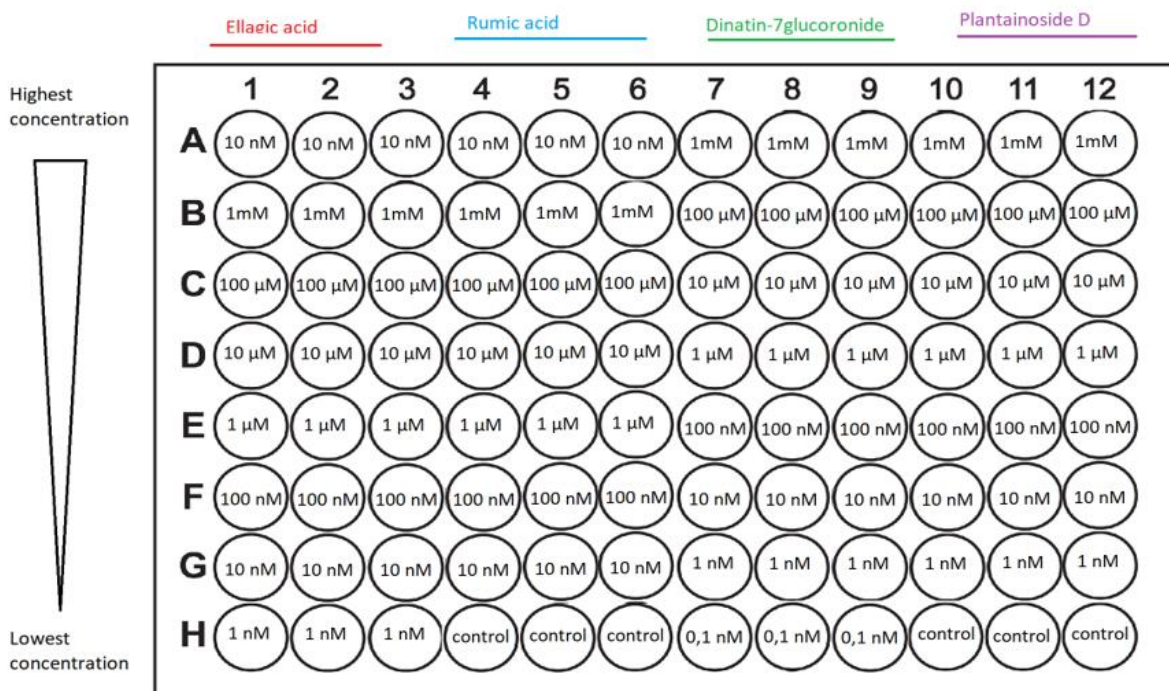 Ellagic acid Rumic acid Dinatin-7glucoronide Plantainoside D
Highest
concentration
1 2 3 4 5 6 7 8 9 10 11 12
A 10 nM 10 nM 10 nM 10 nM 10 nM 10 nM 1mM 1mM 1mM 1mM 1mM 1mM
B 1mM 1mM 1mM 1mM 1mM 1mM 100 µM 100 µM 100 µM 100 µM 100 µM 100 µM
C 100 µM 100 µM 100 µM 100 µM 100 µM 100 µM 10 µM 10 µM 10 µM 10 µM 10 µM 10 µM
D 10 µM 10 µM 10 µM 10 µM 10 µM 10 µM 1 µM 1 µM 1 µM 1 µM 1 µM 1 µM
E 1 µM 1 µM 1 µM 1 µM 1 µM 1 µM 100 nM 100 nM 100 nM 100 nM 100 nM 100 nM
F 100 nM 100 nM 100 nM 100 nM 100 nM 100 nM 10 nM 10 nM 10 nM 10 nM 10 nM 10 nM
G 10 nM 10 nM 10 nM 10 nM 10 nM 10 nM 1 nM 1 nM 1 nM 1 nM 1 nM 1 nM
H 1 nM 1 nM 1 nM control control control 0,1 nM 0,1 nM 0,1 nM control control control
Lowest
concentration